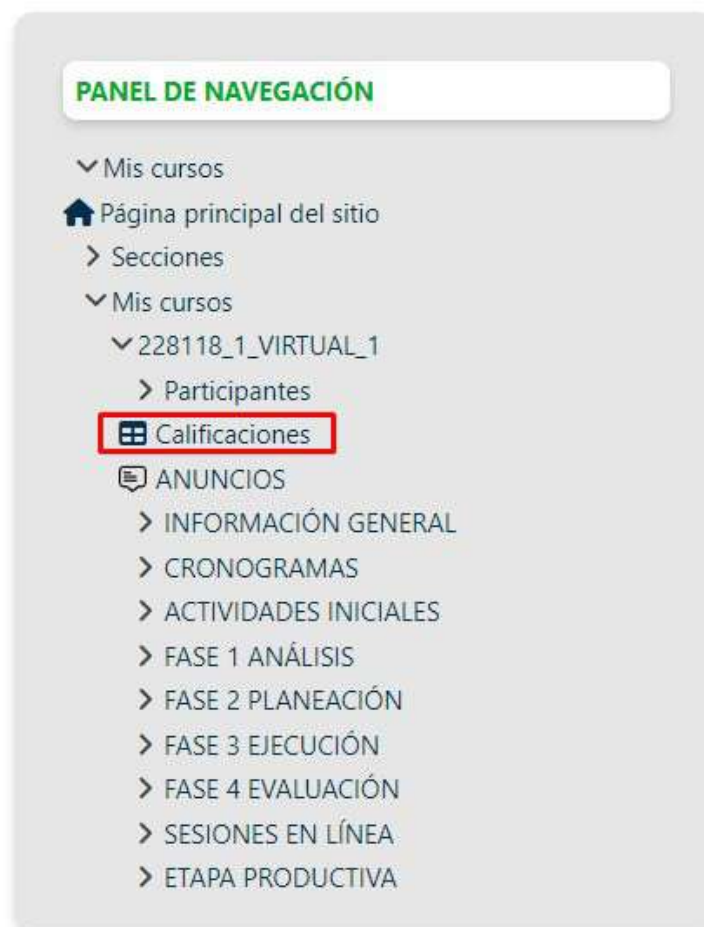 PANEL DE NAVEGACIÓN
Mis cursos
Página principal del sitio
Secciones
Mis cursos
228118_1_VIRTUAL_1
Participantes
Calificaciones
ANUNCIOS
INFORMACIÓN GENERAL
CRONOGRAMAS
ACTIVIDADES INICIALES
FASE 1 ANÁLISIS
FASE 2 PLANEACIÓN
FASE 3 EJECUCIÓN
FASE 4 EVALUACIÓN
SESIONES EN LÍNEA
ETAPA PRODUCTIVA